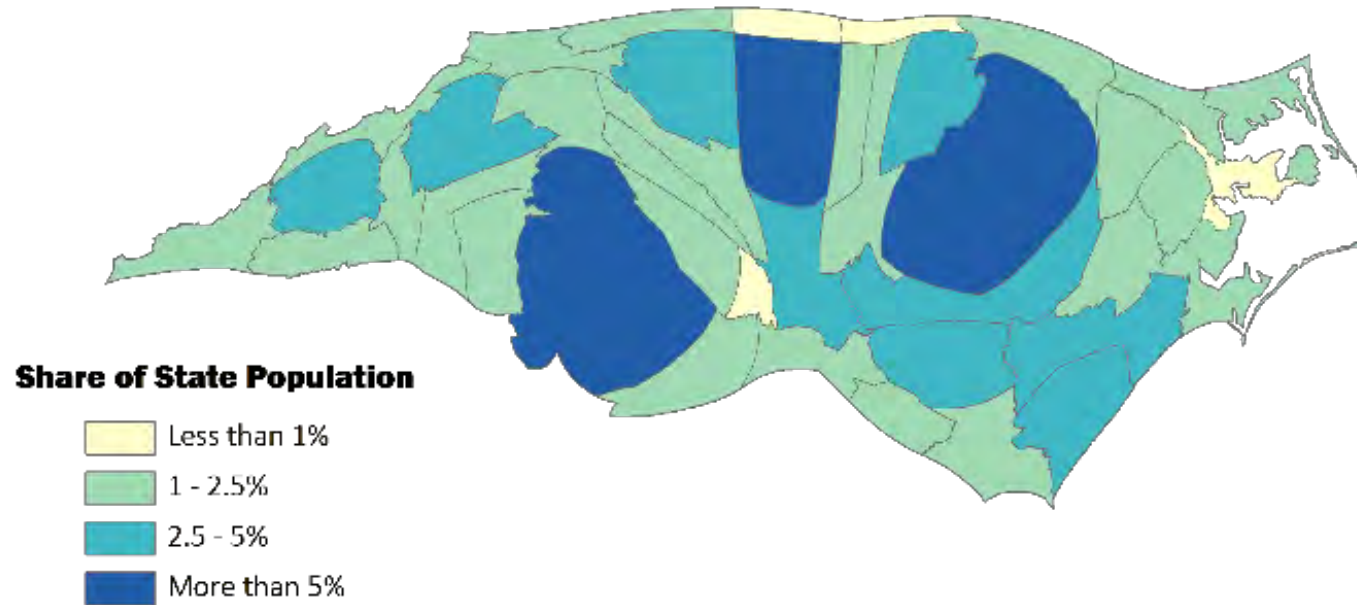 Share of State Population
Less than 1%
1 - 2.5%
2.5 - 5%
More than 5%